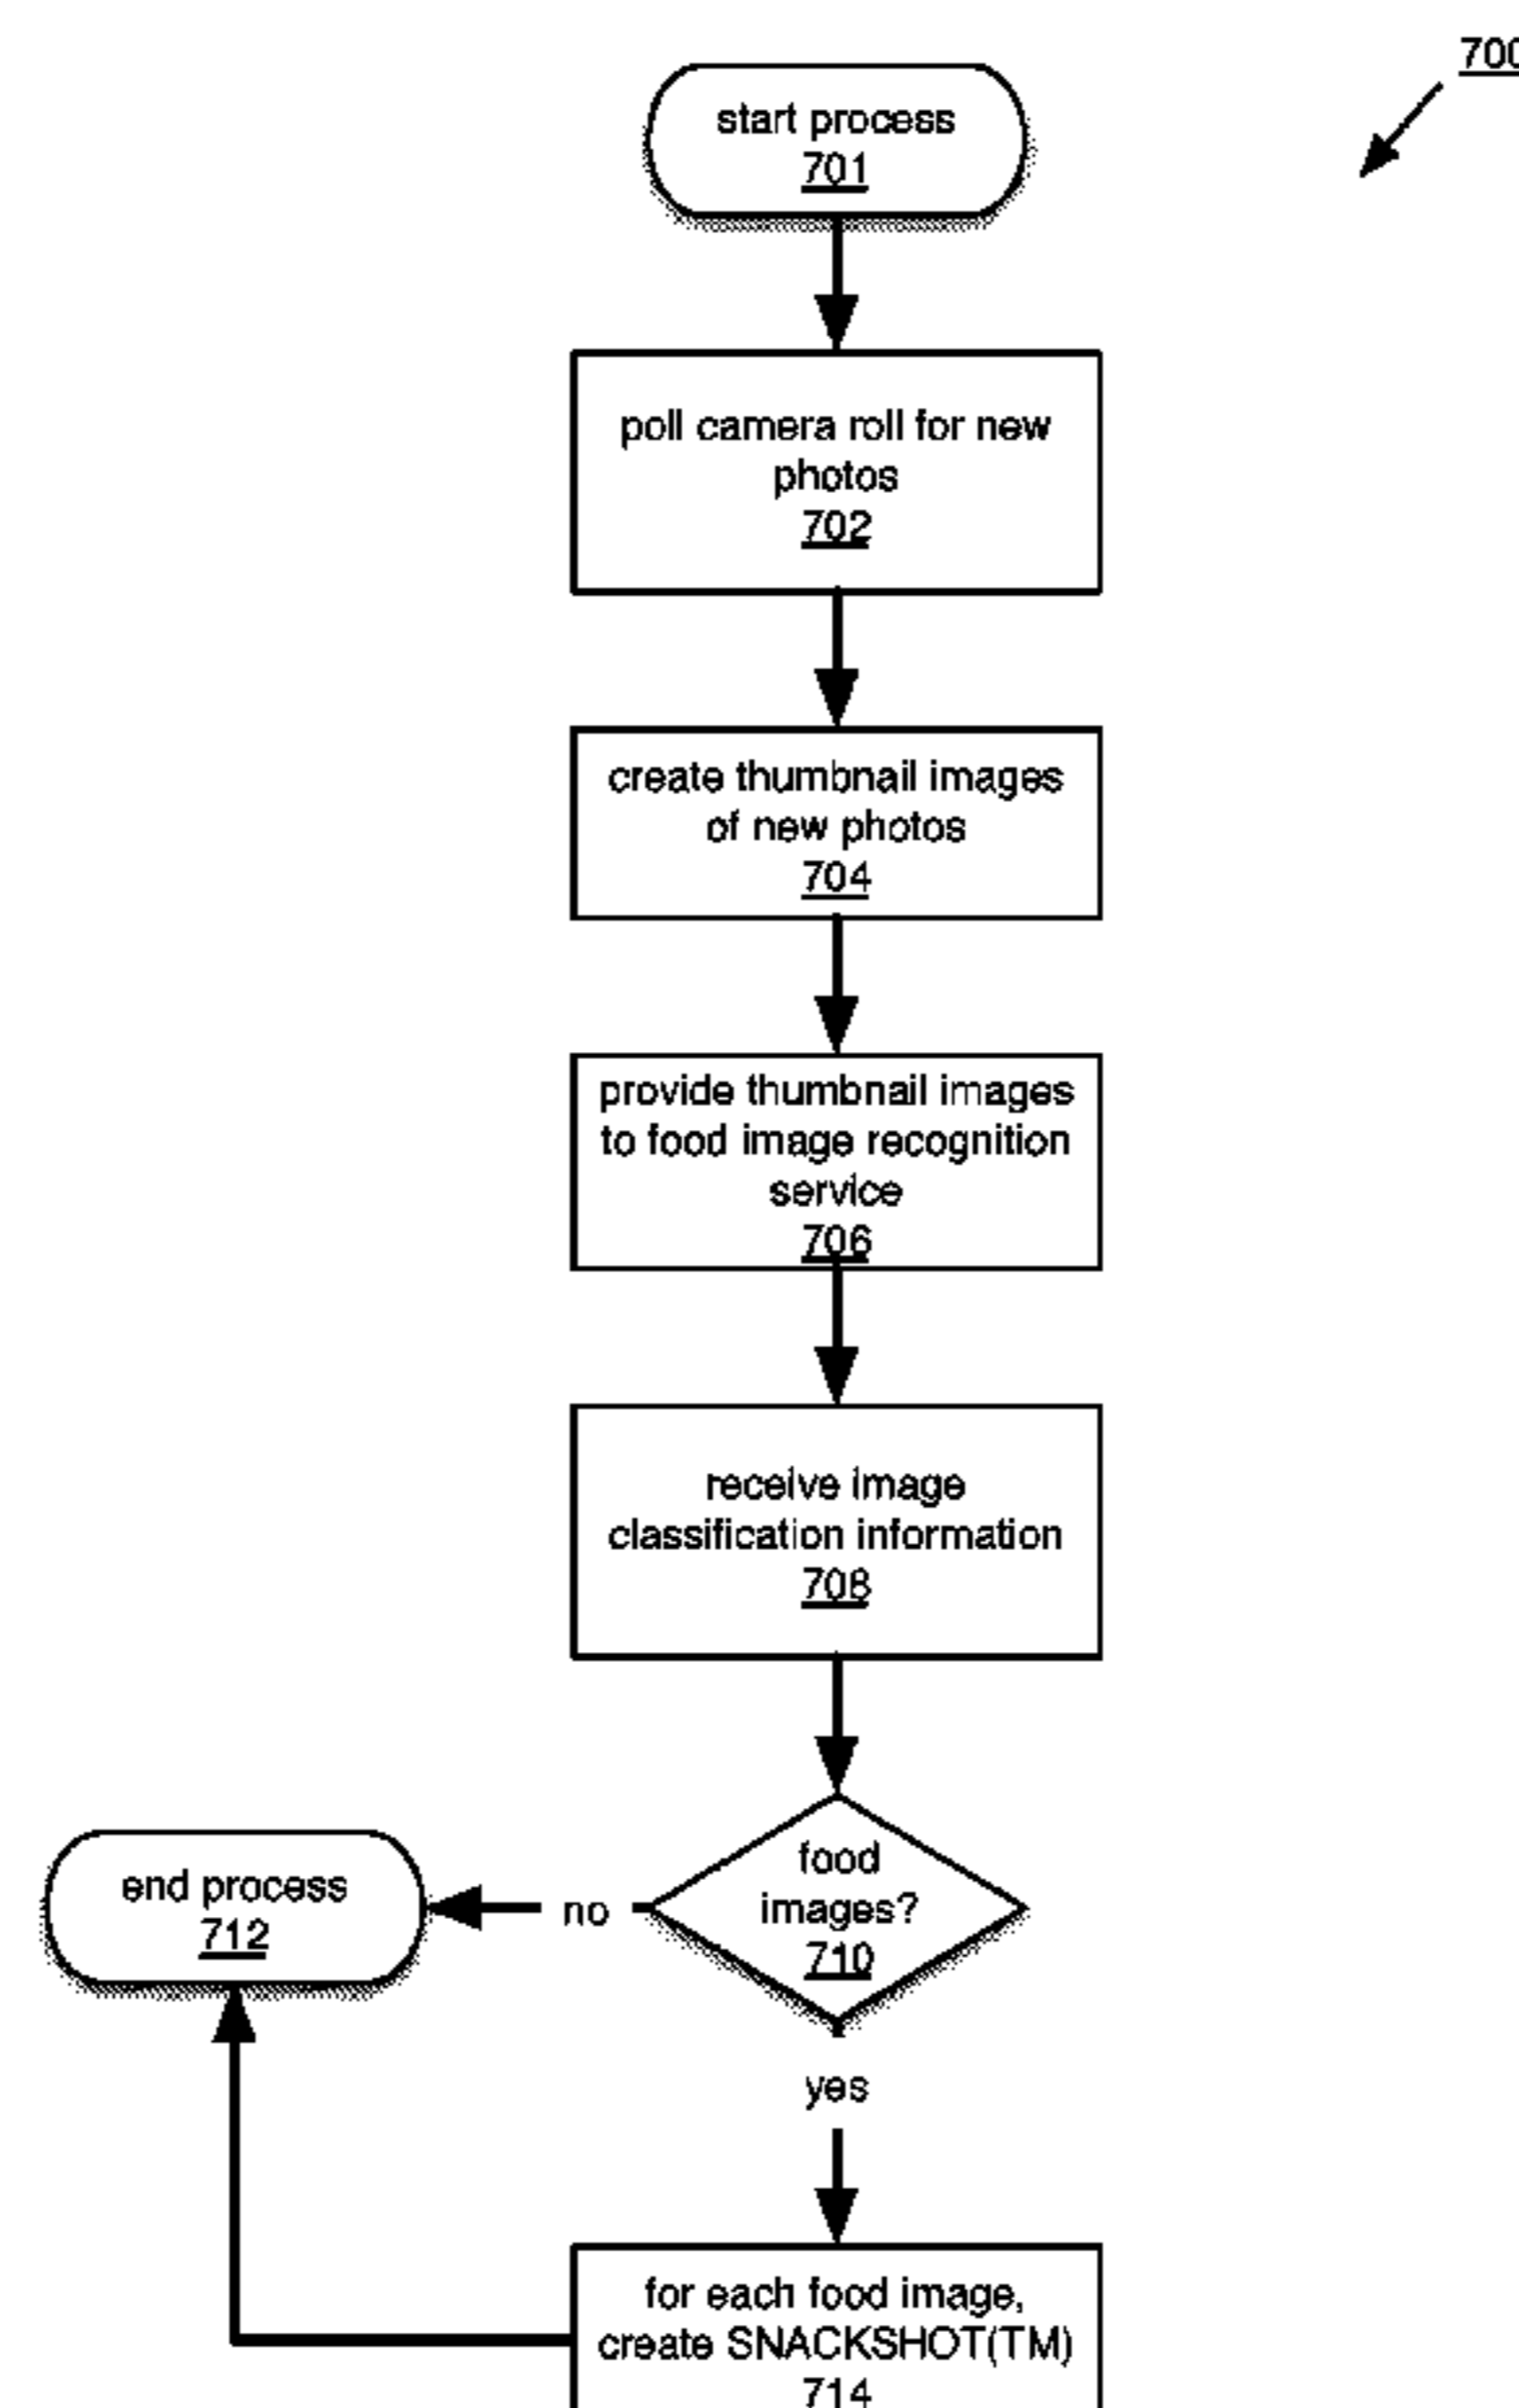 700
start process
701
poll camera roll for new
photos
702
create thumbnail images
of new photos
704
provide thumbnail images
to food image recognition
service
706
receive image
classification information
708
food
images?
710
no
end process
712
yes
for each food image,
create SNACKSHOT(TM)
714